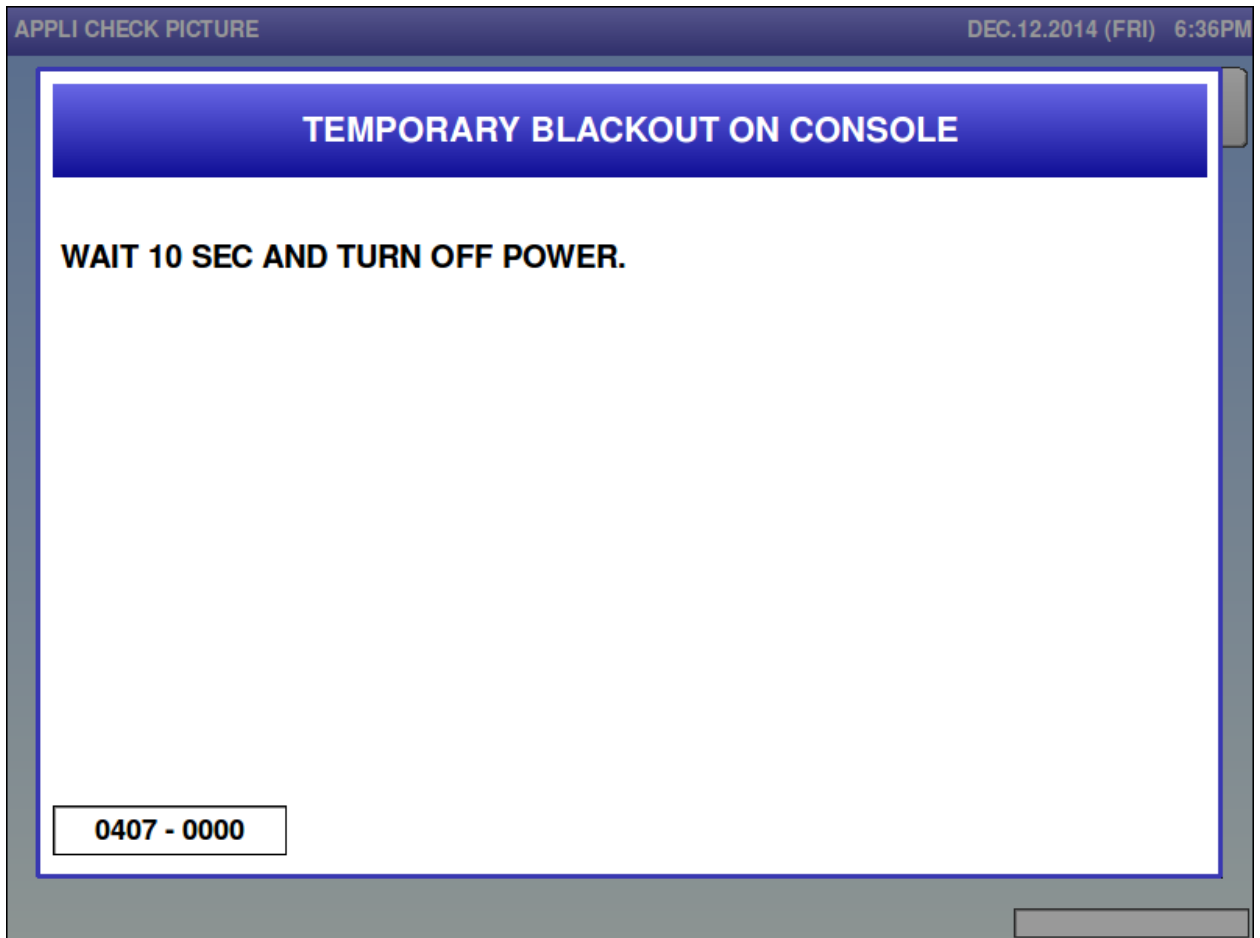 APPLI CHECK PICTURE
DEC.12.2014 (FRI) 6:36PM
TEMPORARY BLACKOUT ON CONSOLE
WAIT 10 SEC AND TURN OFF POWER.
0407 - 0000